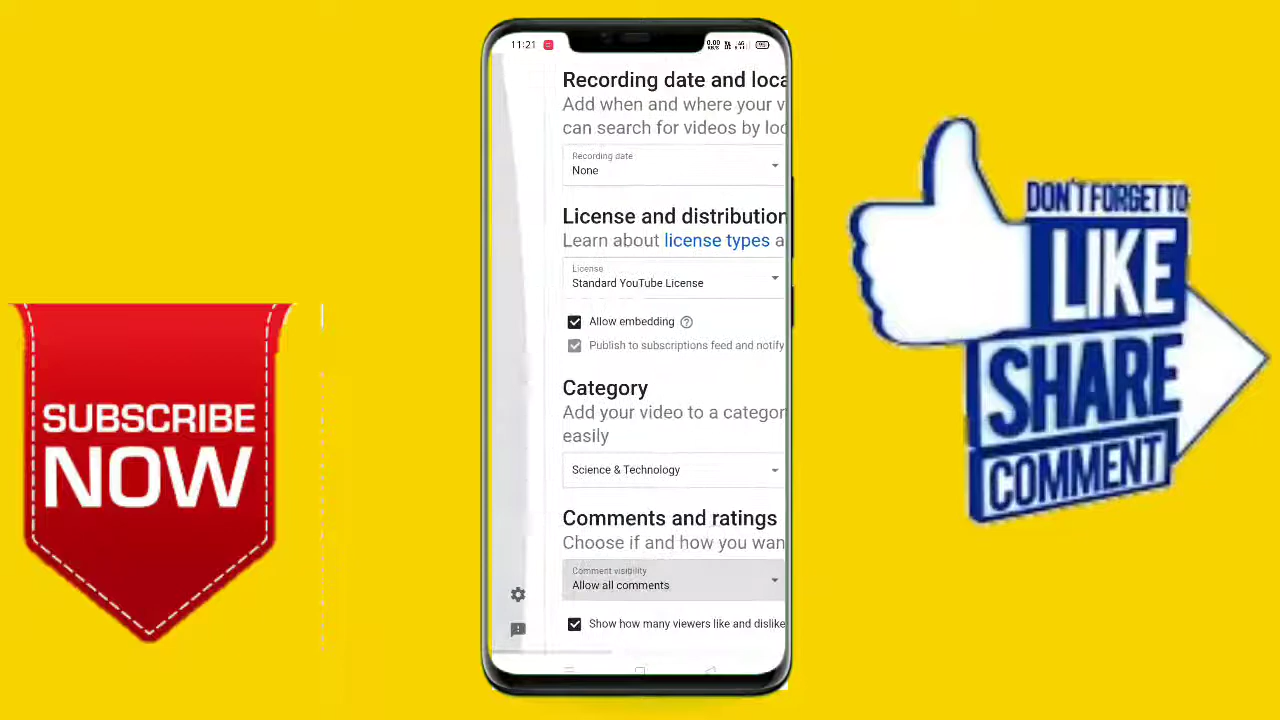 11:21
Recording date and loca
Add when and where your v
can search for videos by loc
Recording date
None
License and distribution
Learn about license types a
License
Standard YouTube License
Allow embedding
Publish to subscriptions feed and notify
Category
Add your video to a categor
easily
Science & Technology
Comments and ratings
Choose if and how you wan
Comment visibility
Allow all comments
Show how many viewers like and dislike
SUBSCRIBE
NOW
DON'T FORGET TO
LIKE
SHARE
COMMENT